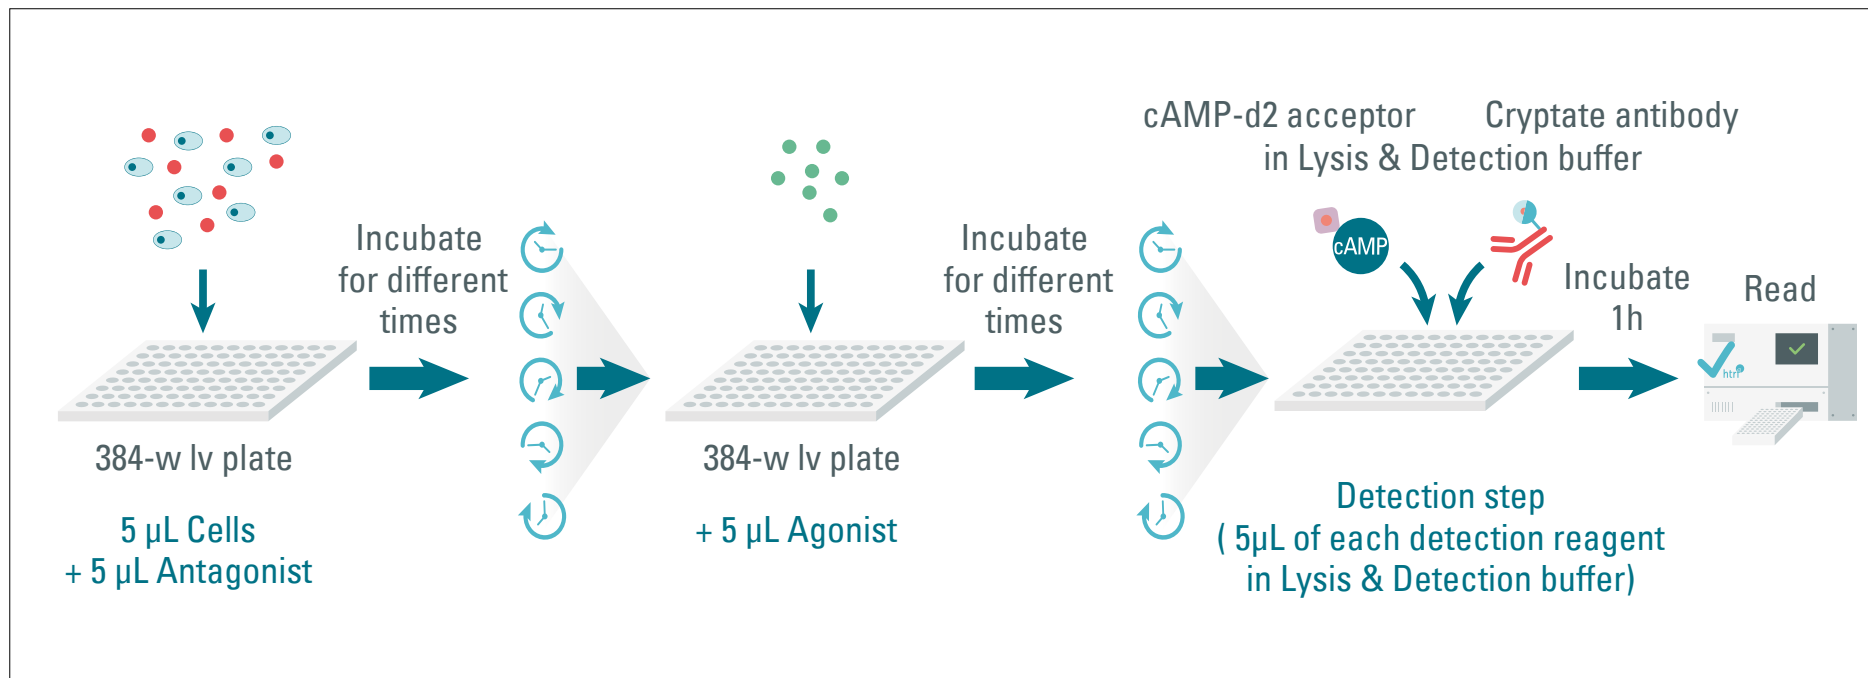 Incubate
for different
times
384-w lv plate
5 µL Cells
+ 5 µL Antagonist
Incubate
for different
times
384-w lv plate
+ 5 µL Agonist
cAMP-d2 acceptor
Cryptate antibody
in Lysis & Detection buffer
cAMP
Incubate
1h
Read
htrf
Detection step
( 5µL of each detection reagent
in Lysis & Detection buffer)